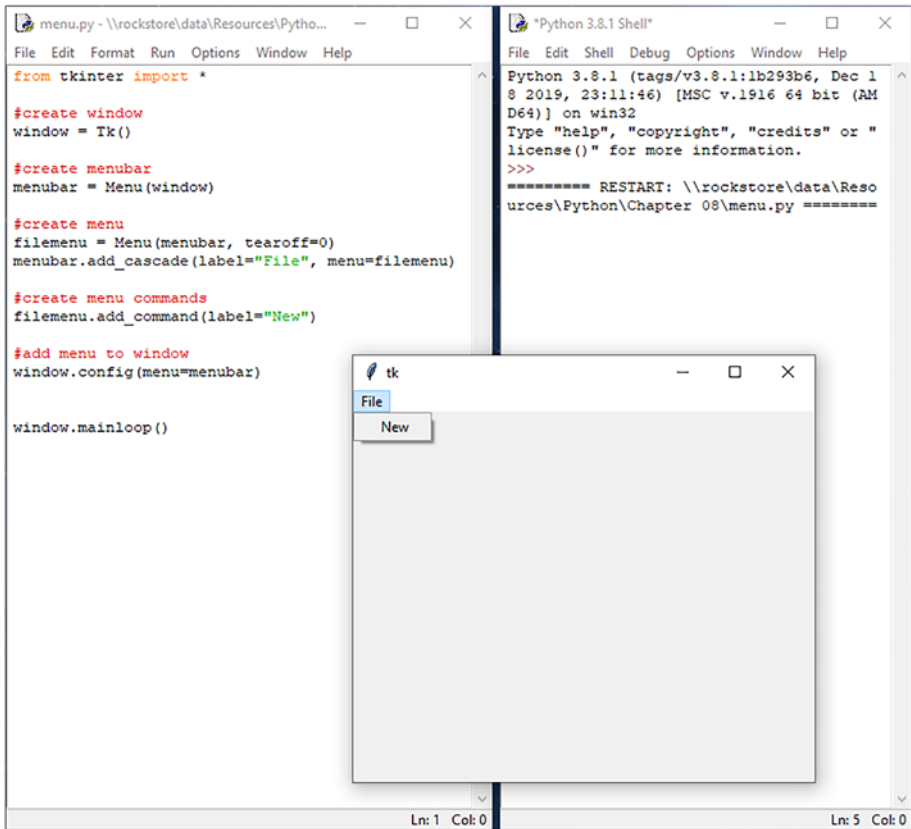 menu.py - \\rockstore\data\Resources\Pytho...
File Edit Format Run Options Window Help
from tkinter import *
#create window
window = Tk()
#create menubar
menubar = Menu(window)
#create menu
filemenu = Menu(menubar, tearoff=0)
menubar.add_cascade(label="File", menu=filemenu)
#create menu commands
filemenu.add_command(label="New")
#add menu to window
window.config(menu=menubar)
window.mainloop()
Ln: 1 Col: 0
*Python 3.8.1 Shell*
File Edit Shell Debug Options Window Help
Python 3.8.1 (tags/v3.8.1:1b293b6, Dec 1
8 2019, 23:11:46) [MSC v.1916 64 bit (AM
D64)] on win32
Type "help", "copyright", "credits" or "
license()" for more information.
>>>
========= RESTART: \\rockstore\data\Reso
urces\Python\Chapter 08\menu.py ========
Ln: 5 Col: 0
tk
File
New